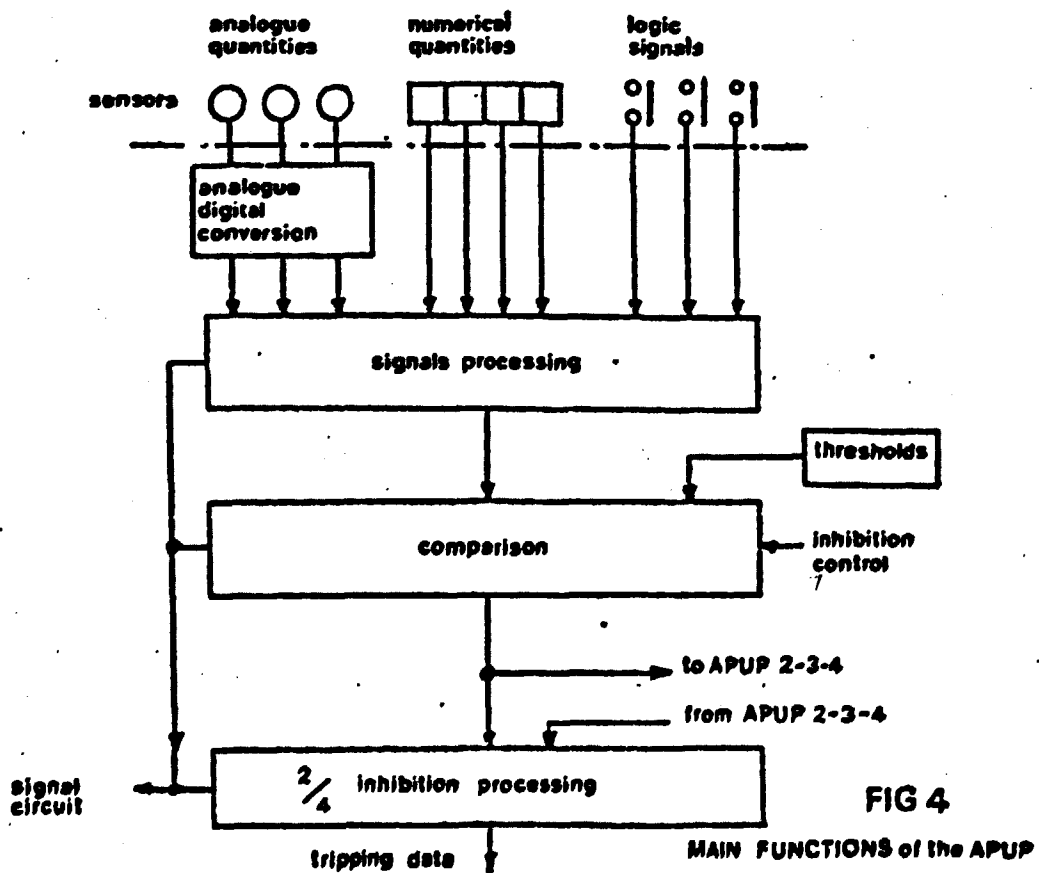 analogue
quantities
numerical
quantities
logic
signals
sensors
analogue
digital
conversion
signals processing
thresholds
comparison
inhibition
control
to APUP 2-3-4
from APUP 2-3-4
2/4 inhibition processing
signal
circuit
FIG 4
tripping data
MAIN FUNCTIONS of the APUP